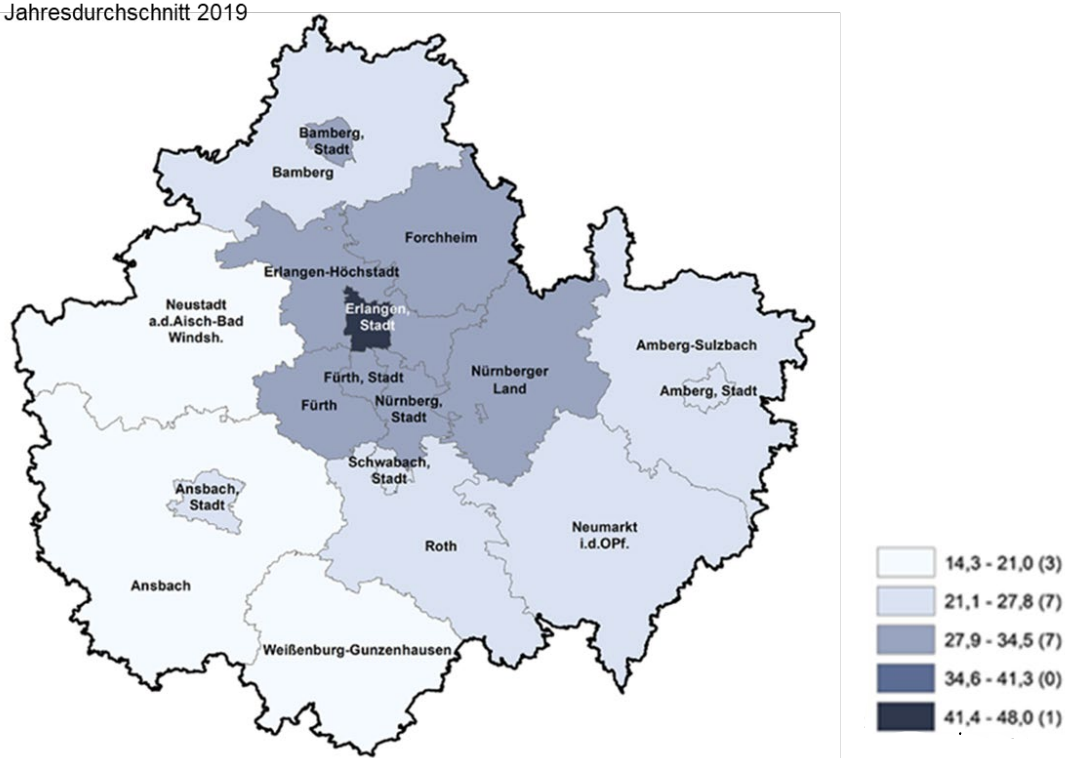 Jahresdurchschnitt 2019
Bamberg,
Stadt
Bamberg
Forchheim
Erlangen-Höchstadt
Neustadt
a.d.Aisch-Bad
Windsh.
Erlangen,
Stadt
Amberg-Sulzbach
Nürnberger
Land
Fürth, Stadt
Amberg, Stadt
Fürth
Nürnberg,
Stadt
Schwabach,
Stadt
Ansbach,
Stadt
Neumarkt
i.d.OPf.
Roth
Ansbach
Weißenburg-Gunzenhausen
14,3 - 21,0 (3)
21,1 - 27,8 (7)
27,9 - 34,5 (7)
34,6 - 41,3 (0)
41,4 - 48,0 (1)